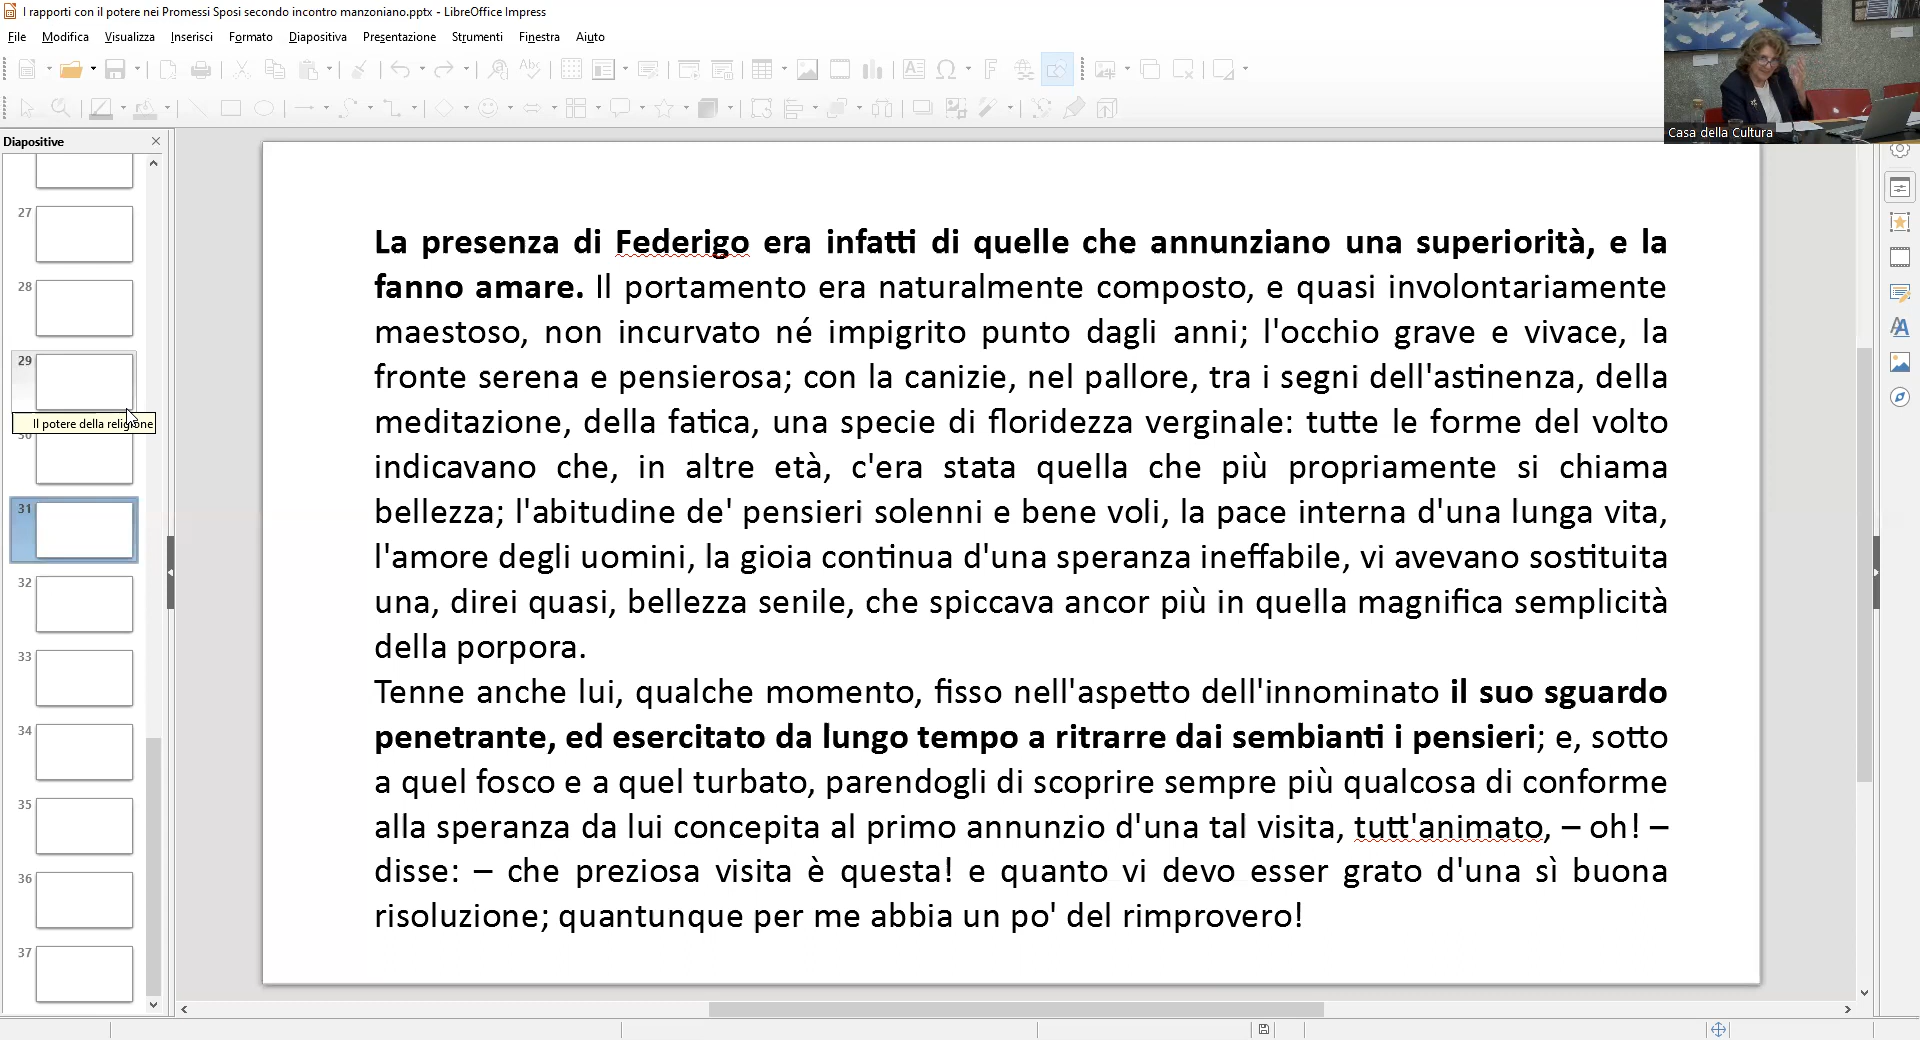 I rapporti con il potere nei Promessi Sposi secondo incontro manzoniano.pptx - LibreOffice Impress
File Modifica Visualizza Inserisci Formato Diapositiva Presentazione Strumenti Finestra Aiuto
Casa della Cultura
Diapositive
27
28
29
Il potere della religione
30
31
32
33
34
35
36
37
La presenza di Federigo era infatti di quelle che annunziano una superiorità, e la
fanno amare. Il portamento era naturalmente composto, e quasi involontariamente
maestoso, non incurvato né impigrito punto dagli anni; l'occhio grave e vivace, la
fronte serena e pensierosa; con la canizie, nel pallore, tra i segni dell'astinenza, della
meditazione, della fatica, una specie di floridezza verginale: tutte le forme del volto
indicavano che, in altre età, c'era stata quella che più propriamente si chiama
bellezza; l'abitudine de' pensieri solenni e bene voli, la pace interna d'una lunga vita,
l'amore degli uomini, la gioia continua d'una speranza ineffabile, vi avevano sostituita
una, direi quasi, bellezza senile, che spiccava ancor più in quella magnifica semplicità
della porpora.
Tenne anche lui, qualche momento, fisso nell'aspetto dell'innominato il suo sguardo
penetrante, ed esercitato da lungo tempo a ritrarre dai sembianti i pensieri; e, sotto
a quel fosco e a quel turbato, parendogli di scoprire sempre più qualcosa di conforme
alla speranza da lui concepita al primo annunzio d'una tal visita, tutt'animato, – oh! –
disse: – che preziosa visita è questa! e quanto vi devo esser grato d'una sì buona
risoluzione; quantunque per me abbia un po' del rimprovero!